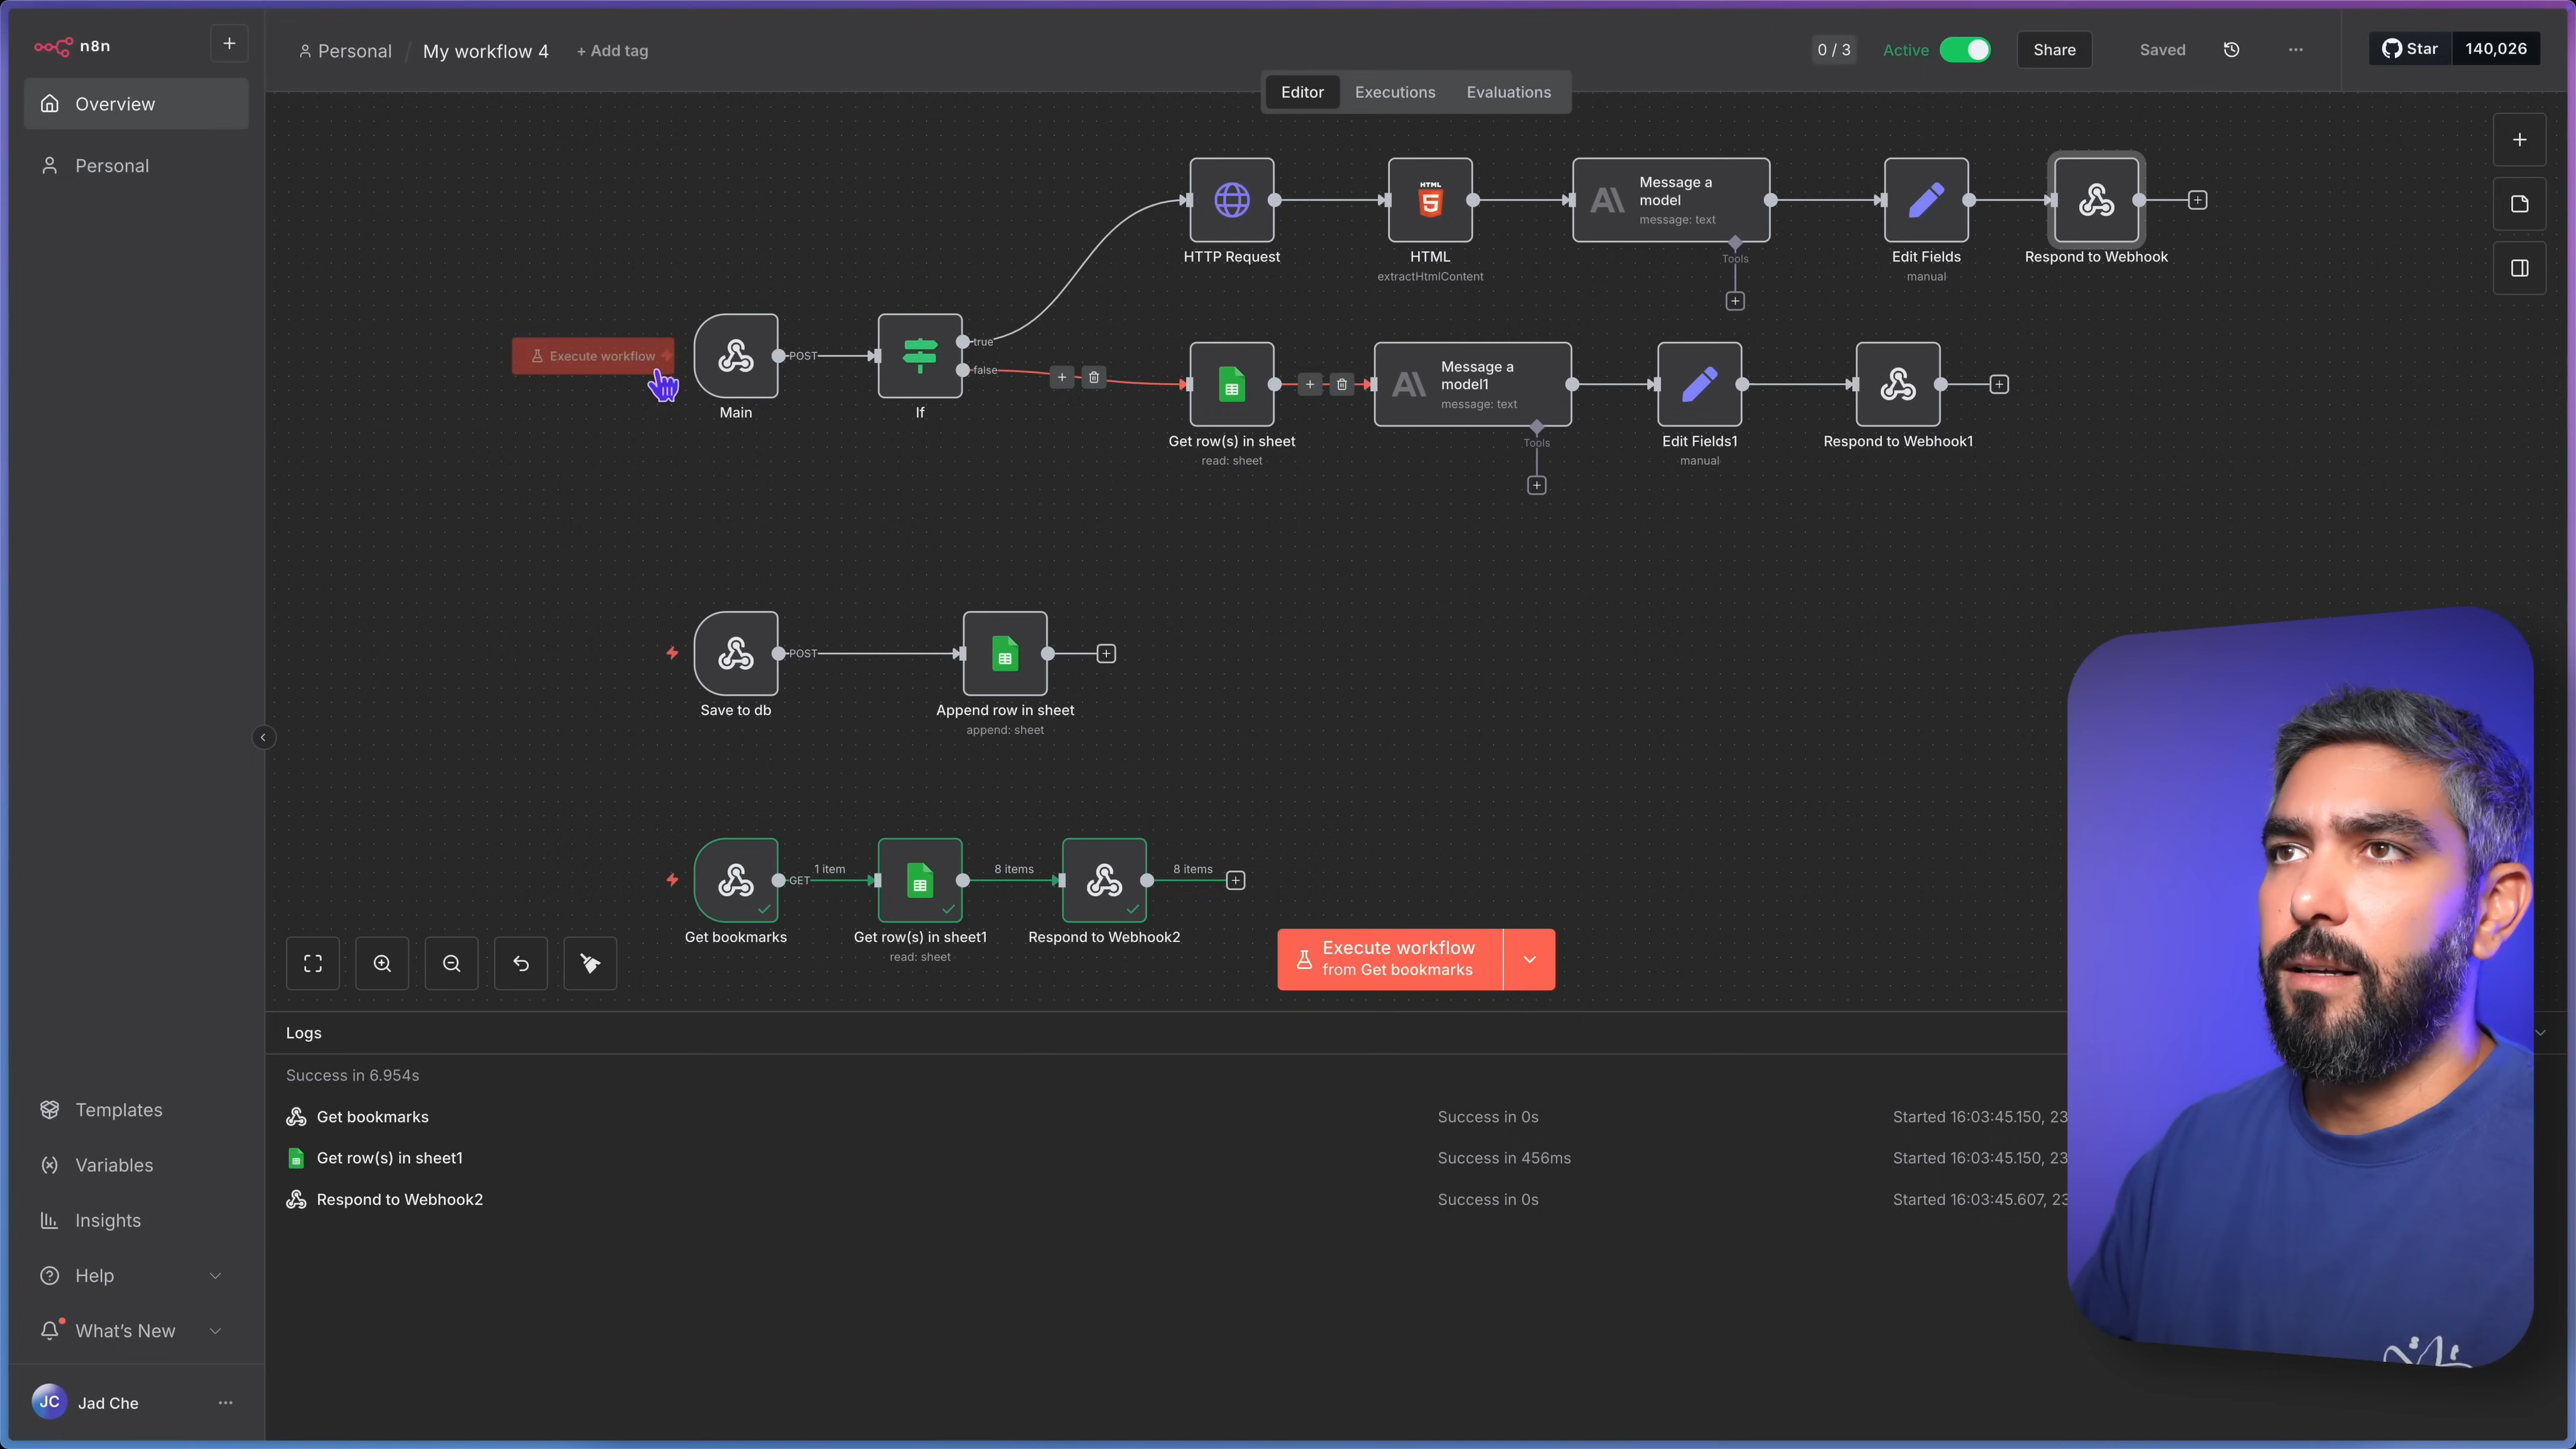 n8n
Personal / My workflow 4 + Add tag
0 / 3 Active Share Saved ... Star 140,026
Editor Executions Evaluations
Overview
Personal
HTTP Request
HTML
extractHtmlContent
Message a
model
message: text
Tools
Edit Fields
manual
Respond to Webhook
Execute workflow
Main
POST
If
true
false
Get row(s) in sheet
read: sheet
Message a
model1
message: text
Tools
Edit Fields1
manual
Respond to Webhook1
Save to db
POST
Append row in sheet
append: sheet
Get bookmarks
GET
1 item
Get row(s) in sheet1
read: sheet
8 items
Respond to Webhook2
8 items
Execute workflow
from Get bookmarks
Logs
Success in 6.954s
Get bookmarks Success in 0s Started 16:03:45.150, 23
Get row(s) in sheet1 Success in 456ms Started 16:03:45.150, 23
Respond to Webhook2 Success in 0s Started 16:03:45.607, 23
Templates
Variables
Insights
Help
What's New
JC Jad Che ...